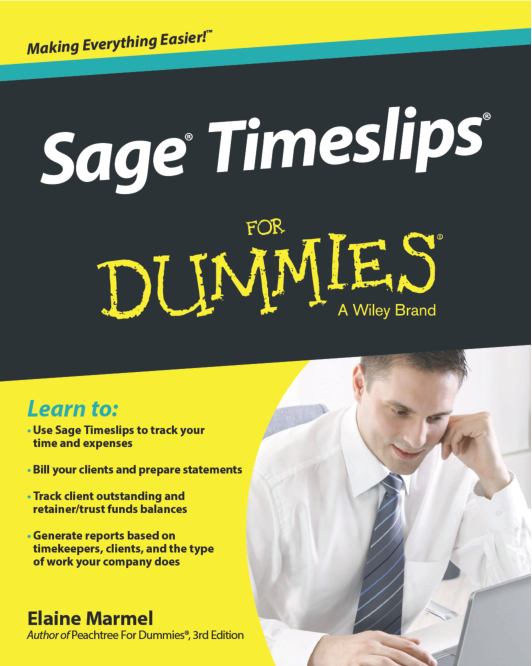 Making Everything Easier!™
Sage® Timeslips®
FOR
DUMMIES®
A Wiley Brand
Learn to:
• Use Sage Timeslips to track your
time and expenses
• Bill your clients and prepare statements
• Track client outstanding and
retainer/trust funds balances
• Generate reports based on
timekeepers, clients, and the type
of work your company does
Elaine Marmel
Author of Peachtree For Dummies®, 3rd Edition